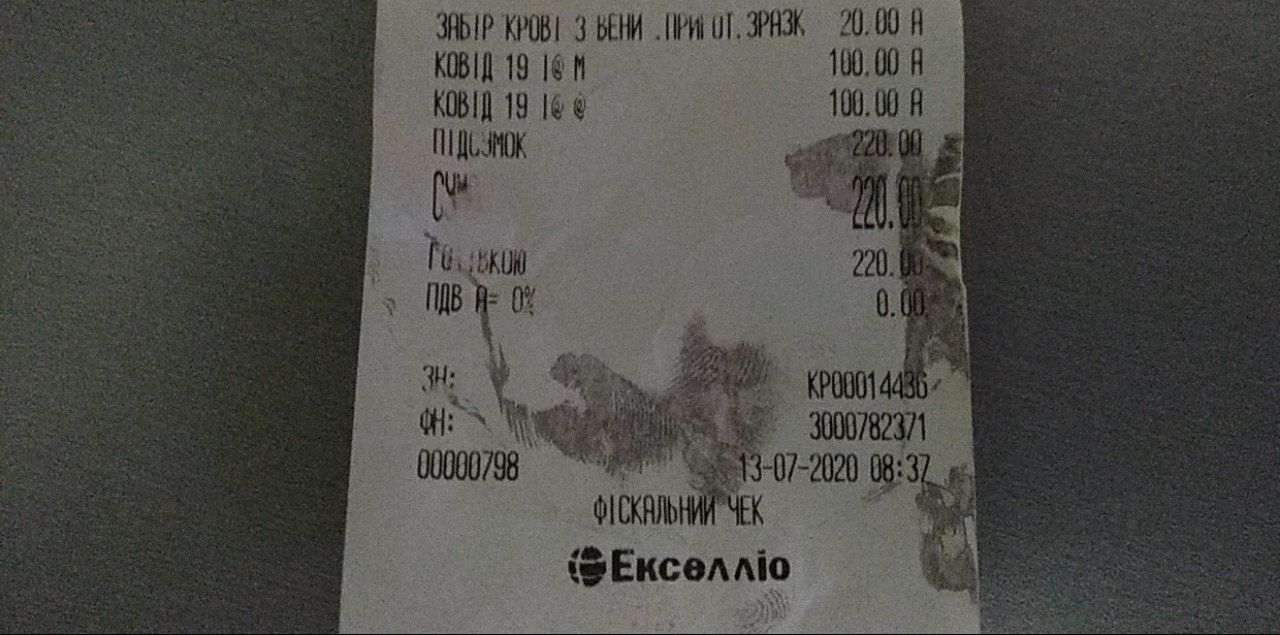 ЗАБІР КРОВІ З ВЕНИ .ПРИГОТ.ЗРАЗК 20.00 А
КОВІД 19 I@ M 100.00 А
КОВІД 19 I@ @ 100.00 А
ПІДСУМОК 220.00
220.00
ГОТІВКОЮ 220.00
ПДВ А= 0% 0.00
ЗН: КР00014436
ФН: 3000782371
00000798 13-07-2020 08:37
ФІСКАЛЬНИЙ ЧЕК
Екселліо